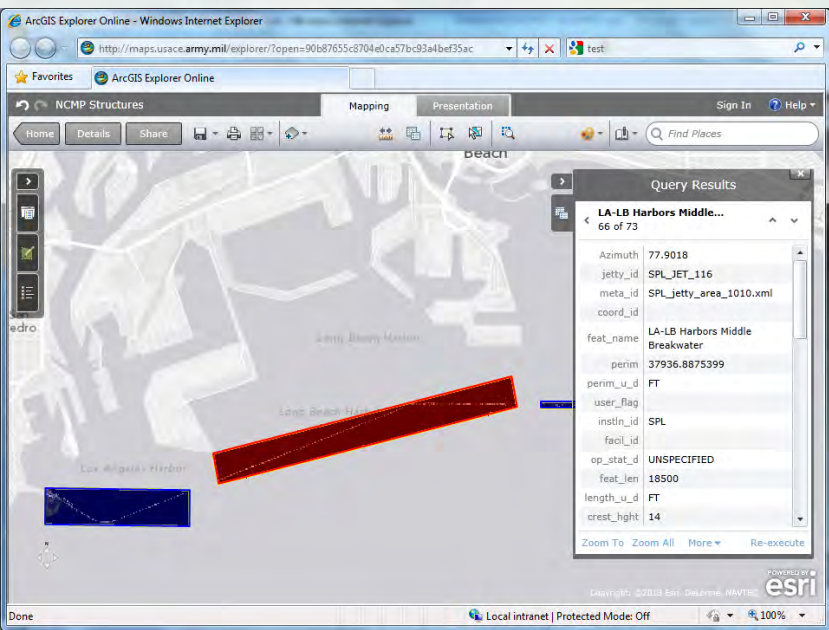 ArcGIS Explorer Online - Windows Internet Explorer
http://maps.usace.army.mil/explorer/?open=90b87655c8704e0ca57bc93a4bef35ac
test
Favorites
ArcGIS Explorer Online
NCMP Structures
Mapping
Presentation
Sign In
Help
Home
Details
Share
Find Places
Beach
Query Results
LA-LB Harbors Middle...
66 of 73
Azimuth 77.9018
jetty_id SPL_JET_116
meta_id SPL_jetty_area_1010.xml
coord_id
feat_name LA-LB Harbors Middle
Breakwater
perim 37936.8875399
perim_u_d FT
user_flag
instln_id SPL
facil_id
op_stat_d UNSPECIFIED
feat_len 18500
length_u_d FT
crest_hght 14
Zoom To Zoom All More Re-execute
edro
Long Beach Harbor
Long Beach Harbor
Los Angeles Harbor
N
POWERED BY
esri
Done
Local intranet | Protected Mode: Off
100%